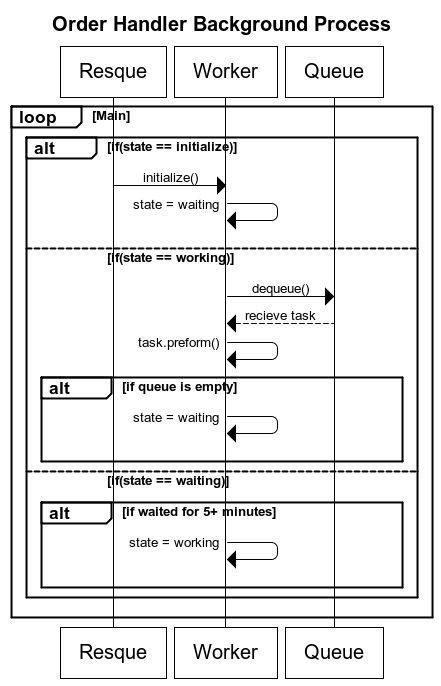 Order Handler Background Process
Resque Worker Queue
loop [Main]
alt [if(state == initialize)]
initialize()
state = waiting
[if(state == working)]
dequeue()
recieve task
task.preform()
alt [if queue is empty]
state = waiting
[if(state == waiting)]
alt [if waited for 5+ minutes]
state = working
Resque Worker Queue